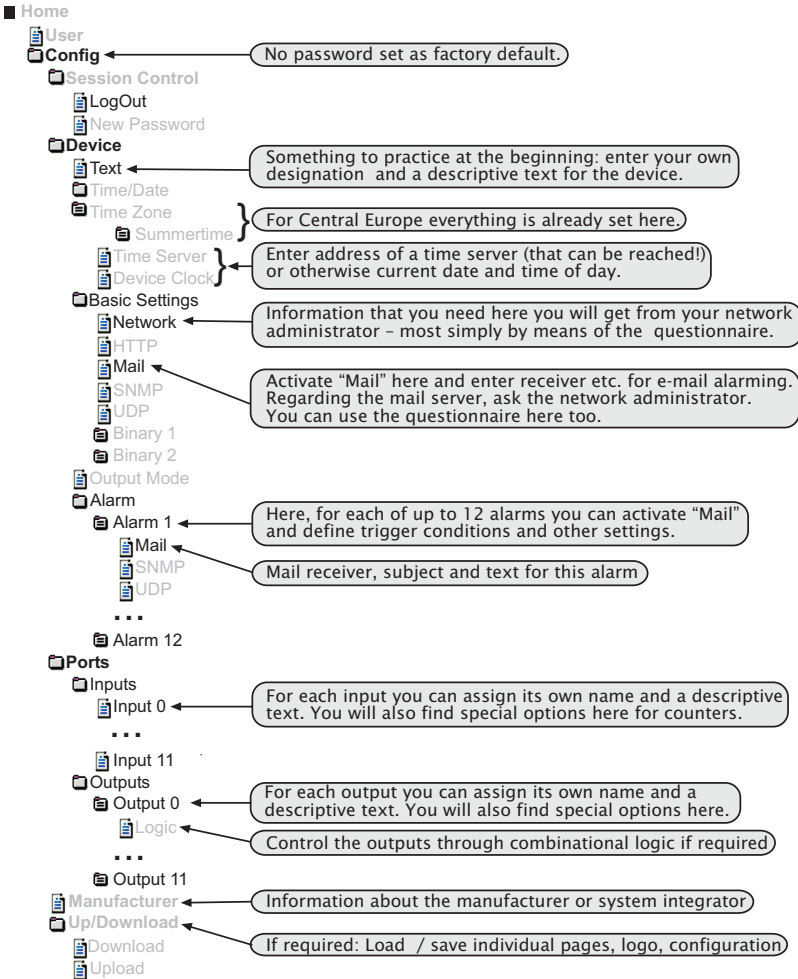 Home
User
Config
No password set as factory default.
Session Control
LogOut
New Password
Device
Text
Something to practice at the beginning: enter your own
designation and a descriptive text for the device.
Time/Date
Time Zone
Summertime
For Central Europe everything is already set here.
Time Server
Device Clock
Enter address of a time server (that can be reached!)
or otherwise current date and time of day.
Basic Settings
Network
Information that you need here you will get from your network
administrator – most simply by means of the questionnaire.
HTTP
Mail
Activate “Mail” here and enter receiver etc. for e-mail alarming.
Regarding the mail server, ask the network administrator.
You can use the questionnaire here too.
SNMP
UDP
Binary 1
Binary 2
Output Mode
Alarm
Alarm 1
Here, for each of up to 12 alarms you can activate “Mail”
and define trigger conditions and other settings.
Mail
Mail receiver, subject and text for this alarm
SNMP
UDP
...
Alarm 12
Ports
Inputs
Input 0
For each input you can assign its own name and a descriptive
text. You will also find special options here for counters.
...
Input 11
Outputs
Output 0
For each output you can assign its own name and a
descriptive text. You will also find special options here.
Logic
Control the outputs through combinational logic if required
...
Output 11
Manufacturer
Information about the manufacturer or system integrator
Up/Download
If required: Load / save individual pages, logo, configuration
Download
Upload